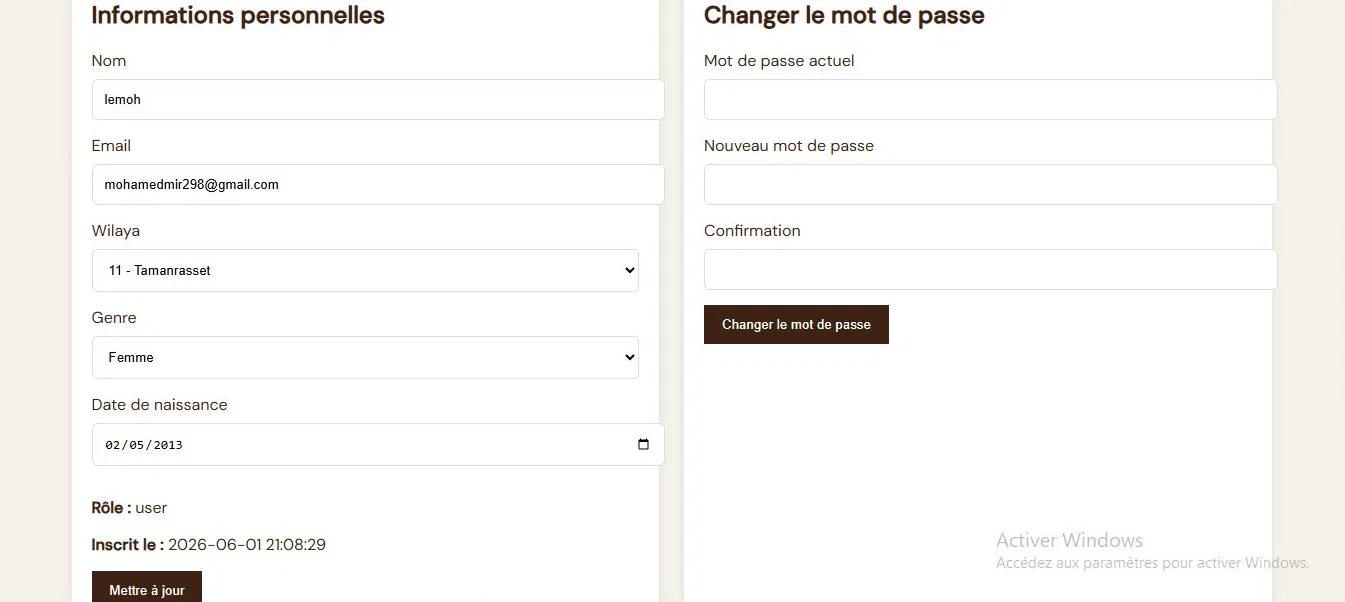 Informations personnelles
Nom
lemoh
Email
mohamedmir298@gmail.com
Wilaya
11 - Tamanrasset
Genre
Femme
Date de naissance
02/05/2013
Rôle : user
Inscrit le : 2026-06-01 21:08:29
Mettre à jour
Changer le mot de passe
Mot de passe actuel
Nouveau mot de passe
Confirmation
Changer le mot de passe
Activer Windows
Accédez aux paramètres pour activer Windows.